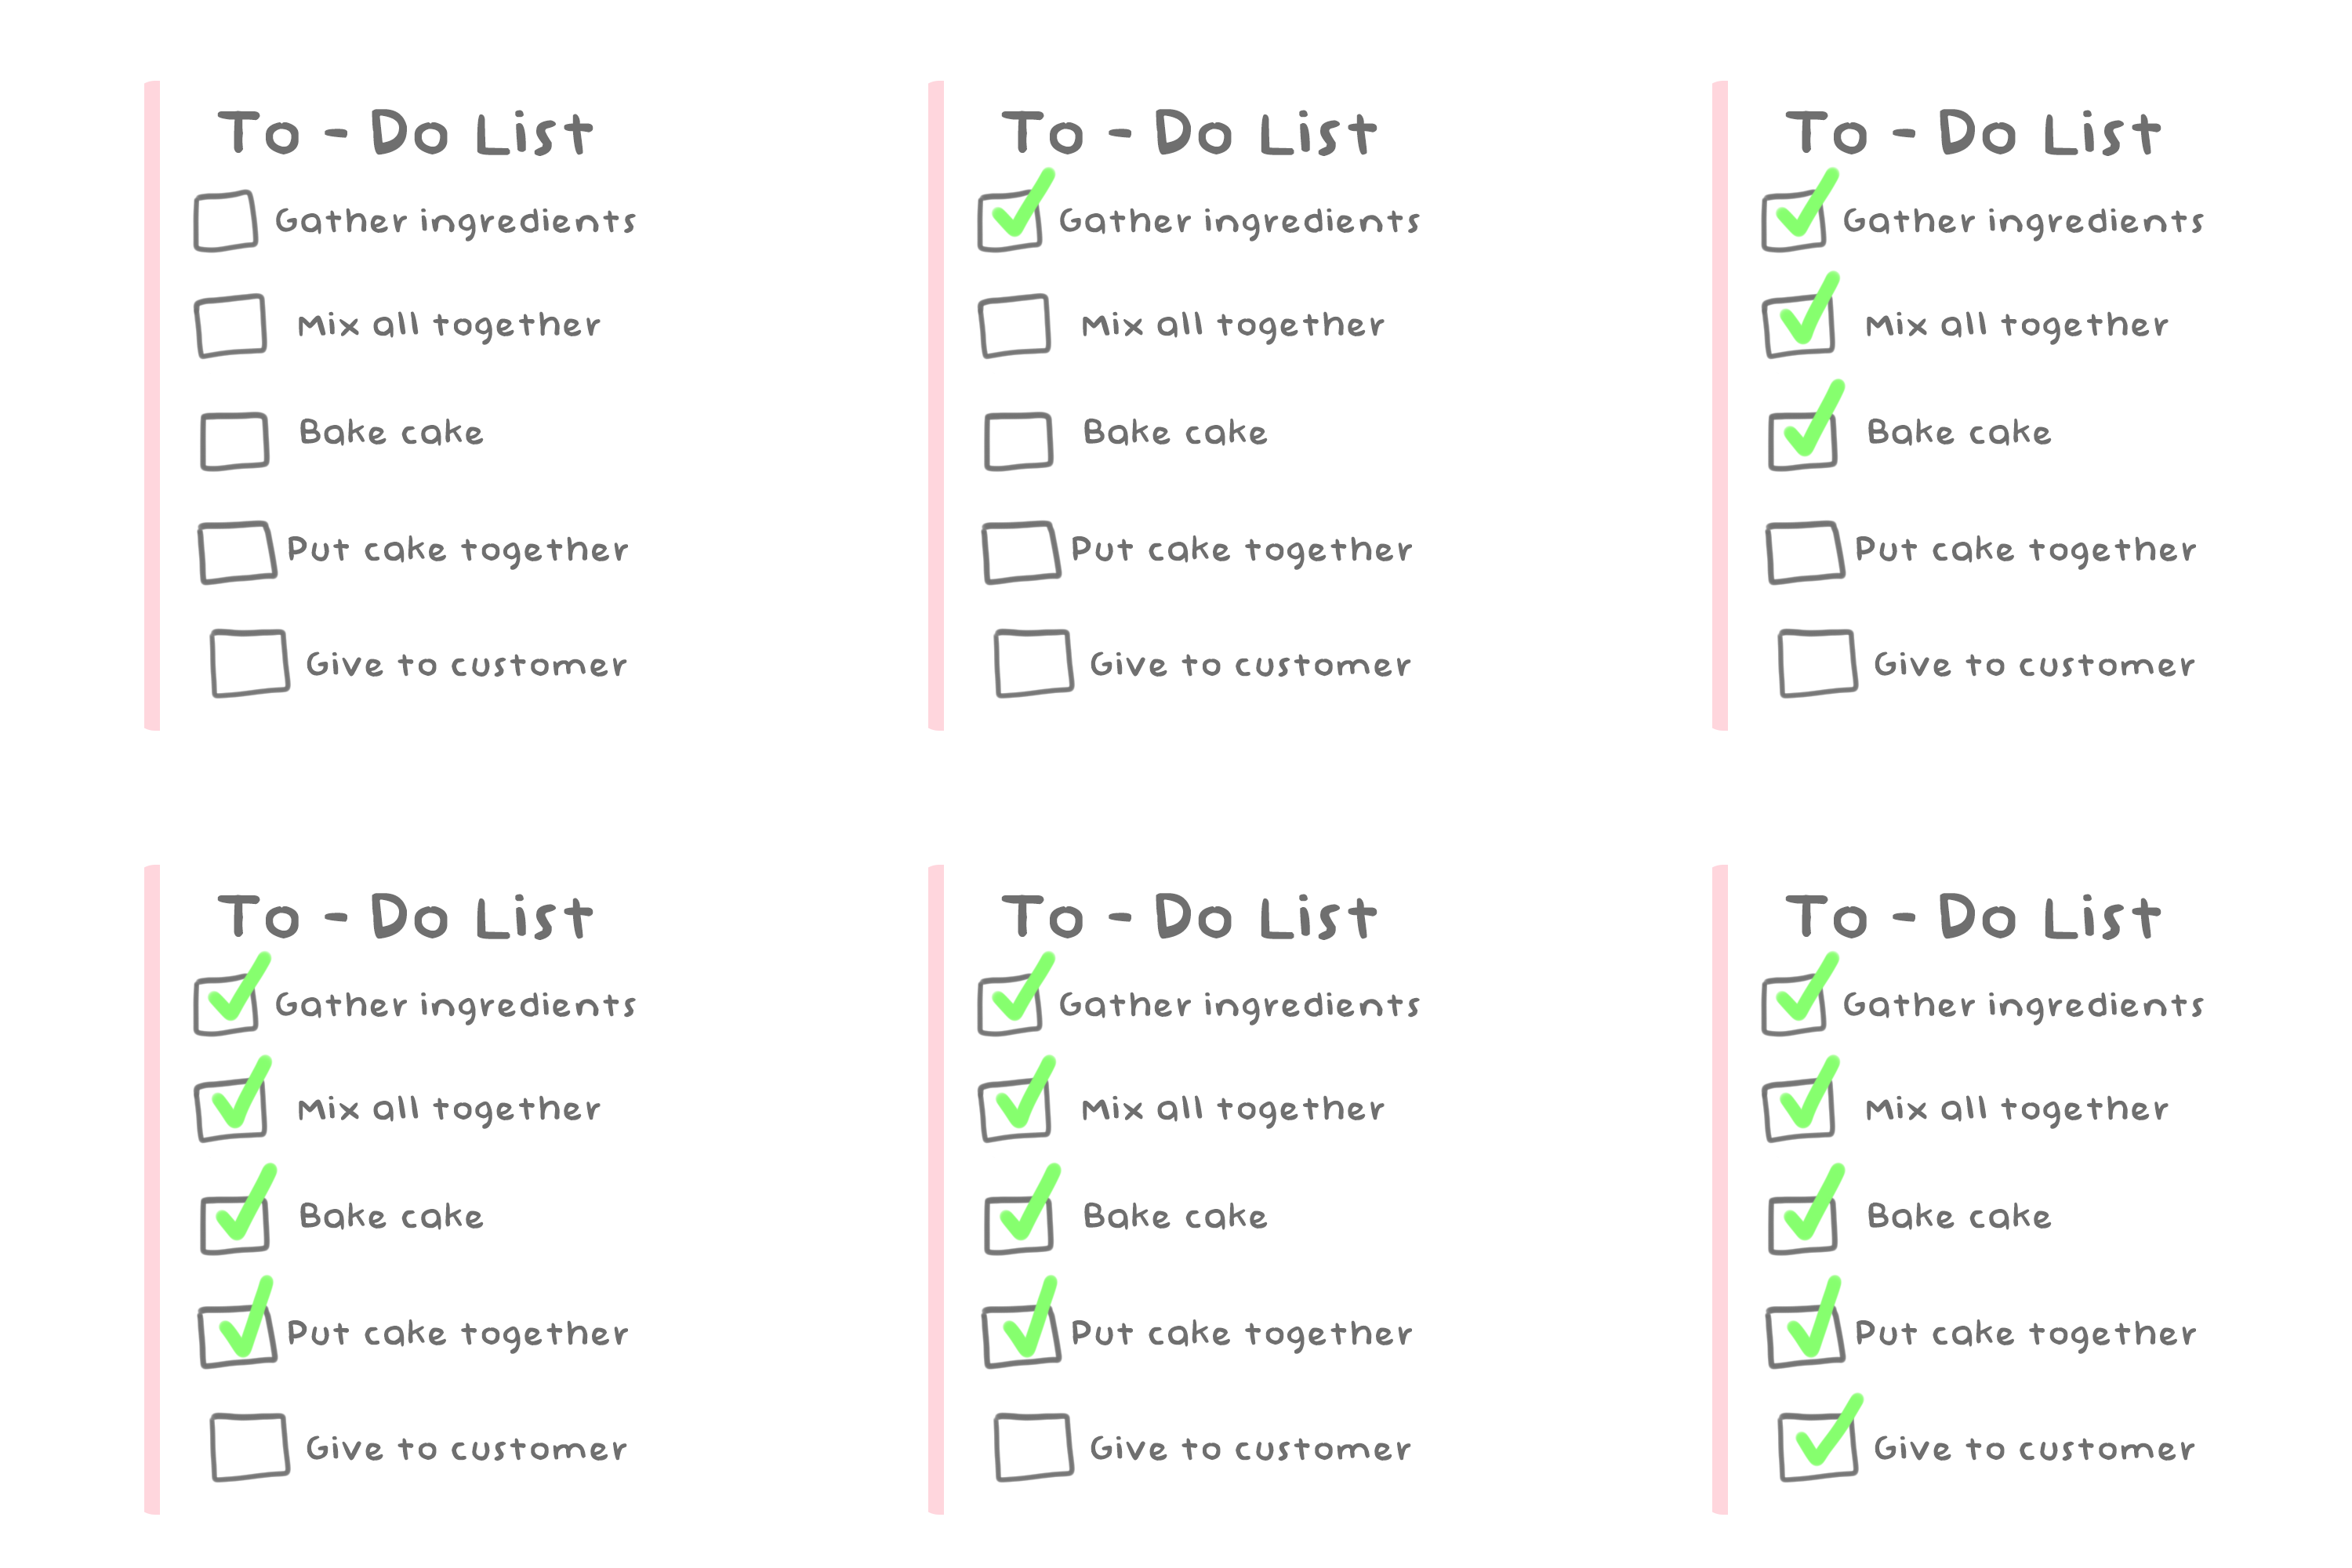 To - Do List
Gather ingredients
Mix all together
Bake cake
Put cake together
Give to customer
To - Do List
Gather ingredients
Mix all together
Bake cake
Put cake together
Give to customer
To - Do List
Gather ingredients
Mix all together
Bake cake
Put cake together
Give to customer
To - Do List
Gather ingredients
Mix all together
Bake cake
Put cake together
Give to customer
To - Do List
Gather ingredients
Mix all together
Bake cake
Put cake together
Give to customer
To - Do List
Gather ingredients
Mix all together
Bake cake
Put cake together
Give to customer